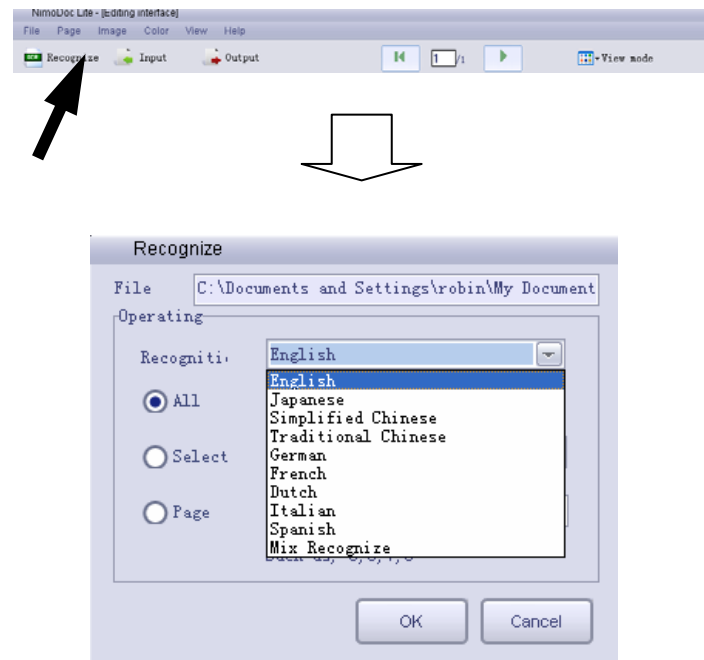 NimoDoc Lite - [Editing interface]
File Page Image Color View Help
Recognize Input Output 1 /1 View mode
Recognize
File C:\Documents and Settings\robin\My Document
Operating
Recogniti English
English
All Japanese
Simplified Chinese
Traditional Chinese
Select German
French
Dutch
Page Italian
Spanish
Mix Recognize
OK Cancel